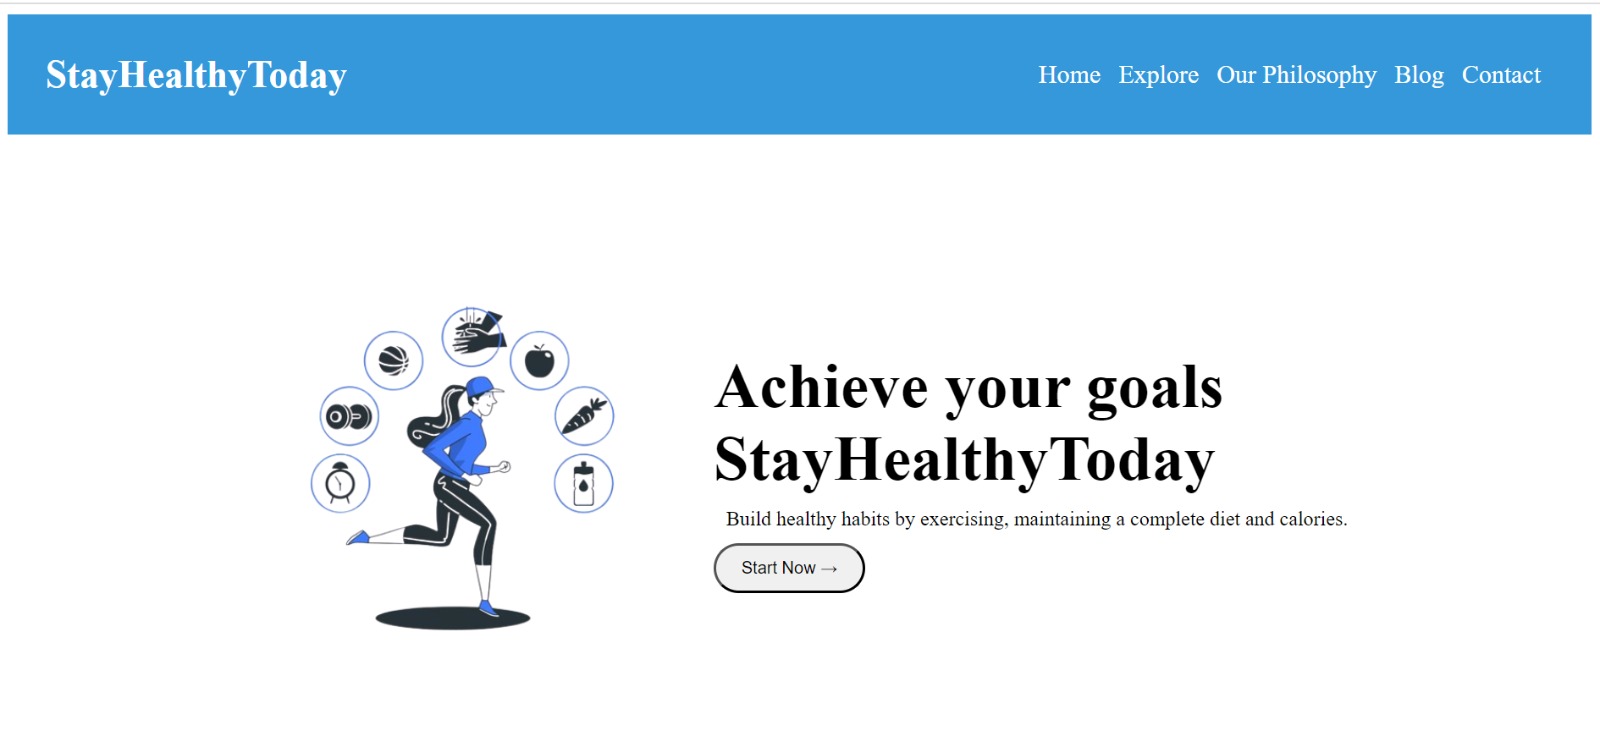 StayHealthyToday
Home Explore Our Philosophy Blog Contact
Achieve your goals
StayHealthyToday
Build healthy habits by exercising, maintaining a complete diet and calories.
Start Now →